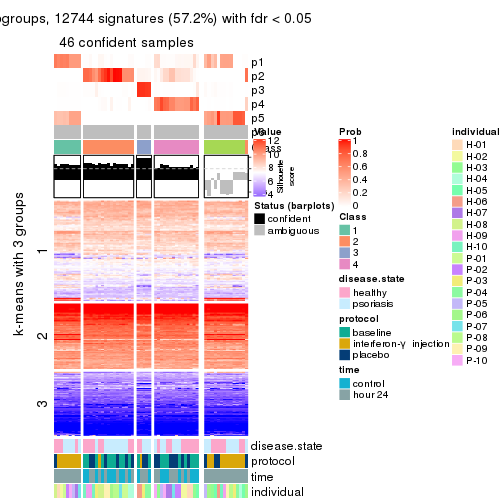 ogroups, 12744 signatures (57.2%) with fdr < 0.05
46 confident samples
p1
p2
p3
p4
p5
Class
k-means with 3 groups
1
2
3
Silhouette
score
Value
12
10
8
6
4
Status (barplots)
confident
ambiguous
Prob
1
0.8
0.6
0.4
0.2
0
Class
1
2
3
4
disease.state
healthy
psoriasis
protocol
baseline
interferon-γ injection
placebo
time
control
hour 24
individual
H-01
H-02
H-03
H-04
H-05
H-06
H-07
H-08
H-09
H-10
P-01
P-02
P-03
P-04
P-05
P-06
P-07
P-08
P-09
P-10
disease.state
protocol
time
individual